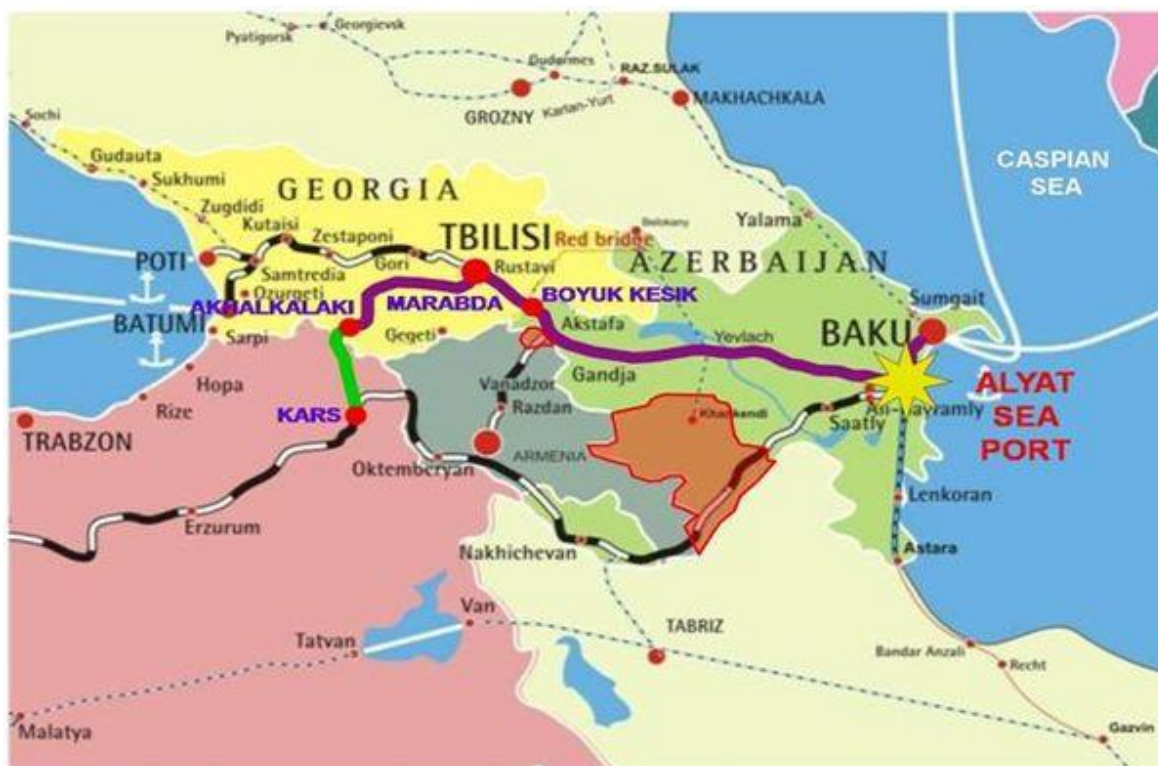 Georgievsk
Pyatigorsk
Gudermes
RAZ.SULAK
GROZNY
Karlan-Yurt
MAKHACHKALA
Sochi
CASPIAN
SEA
Gudauta
Sukhumi
GEORGIA
Zugdidi
Kutaisi
Yalama
Zestaponi
TBILISI
Red bridge
AZERBAIJAN
POTI
Samtredia
Gori
Rustavi
Ozurgeti
Sumgait
AKHALKALAKI
MARABDA
BOYUK KESIK
BATUMI
Sarpi
Gegeti
Akstafa
Yevlach
BAKU
Hopa
Vanadzor
Gandja
ALYAT
SEA
PORT
Rize
KARS
Razdan
Khankendi
Ali-Bayramly
Saatly
TRABZON
Oktemberyan
ARMENIA
Erzurum
Lenkoran
Nakhichevan
Astara
Van
Tatvan
TABRIZ
Bandar Anzali
Recht
Malatya
Gazvin